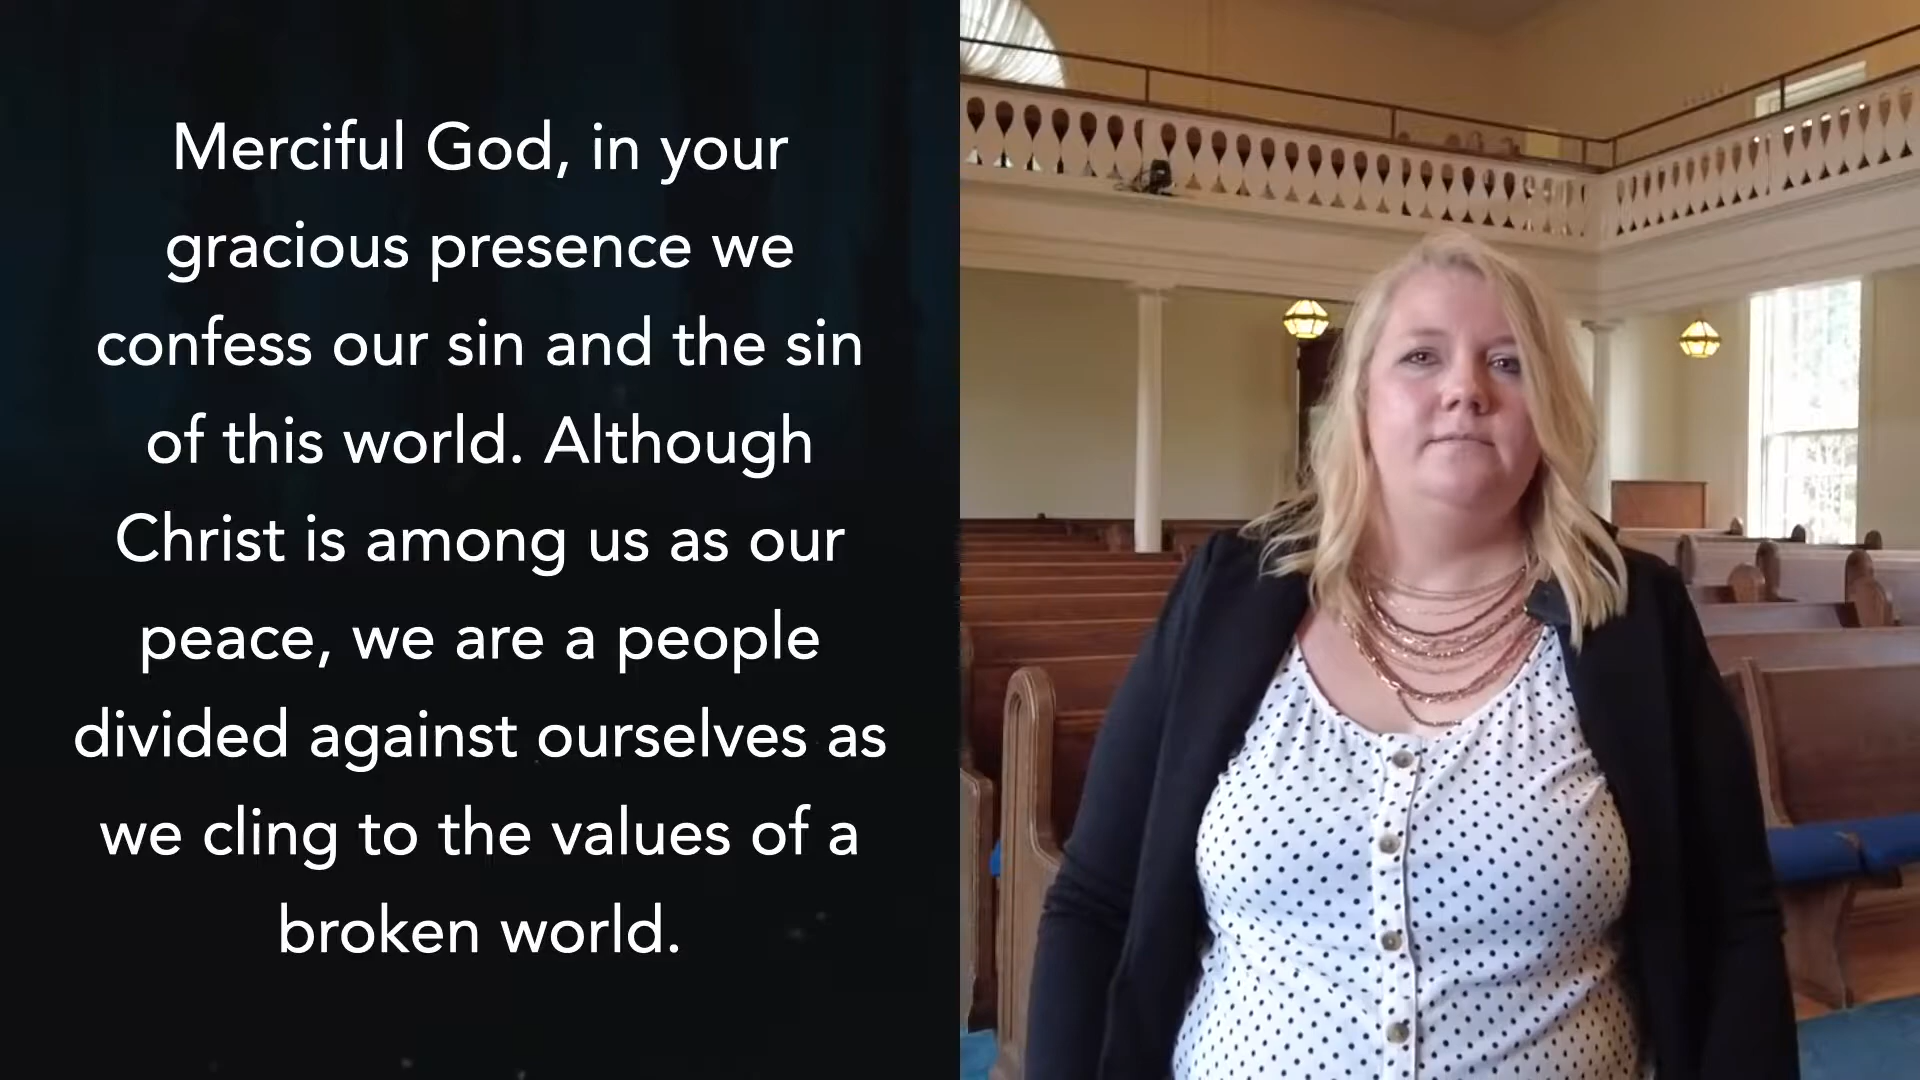 Merciful God, in your
gracious presence we
confess our sin and the sin
of this world. Although
Christ is among us as our
peace, we are a people
divided against ourselves as
we cling to the values of a
broken world.